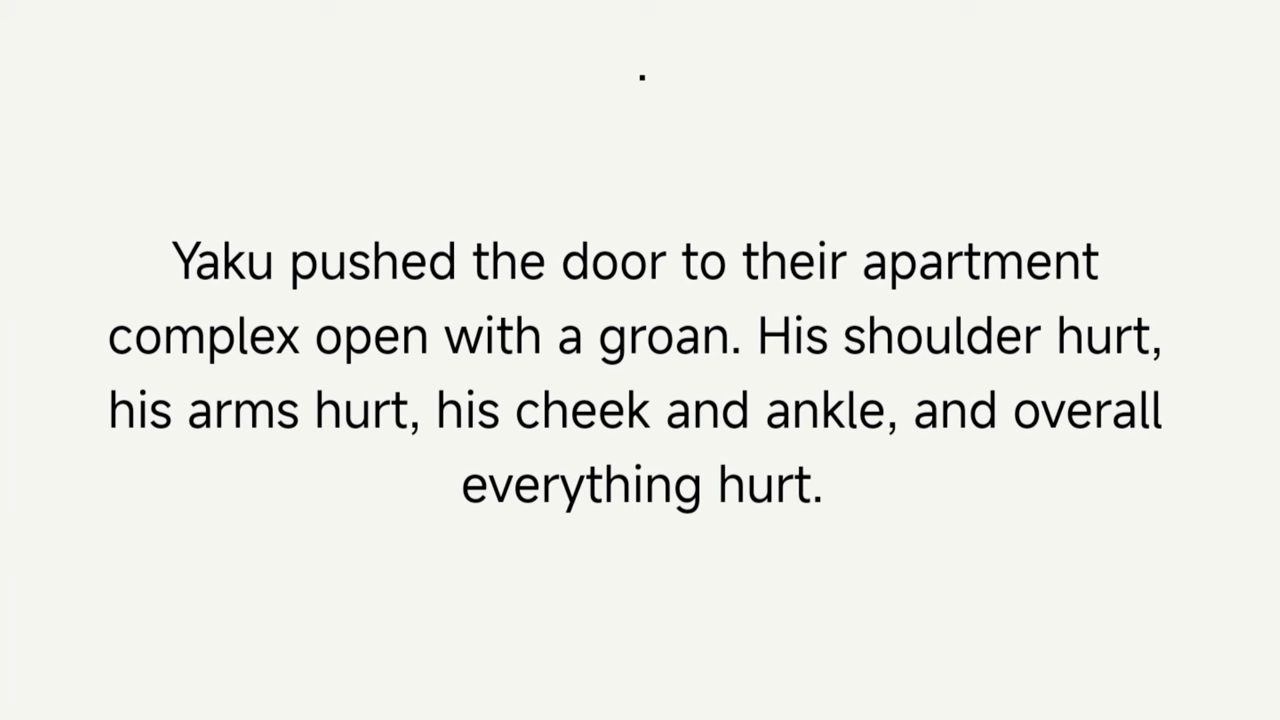 .
Yaku pushed the door to their apartment
complex open with a groan. His shoulder hurt,
his arms hurt, his cheek and ankle, and overall
everything hurt.